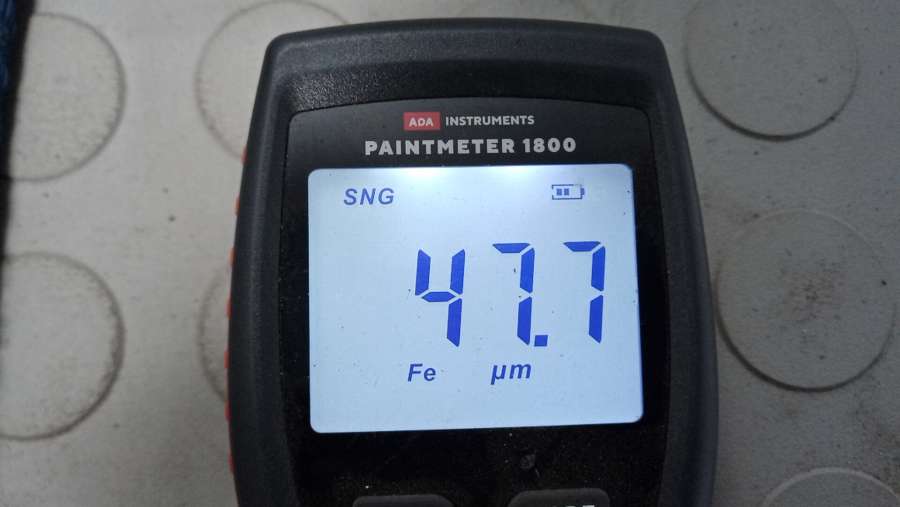 ADA INSTRUMENTS
PAINTMETER 1800
SNG
47.7
Fe µm